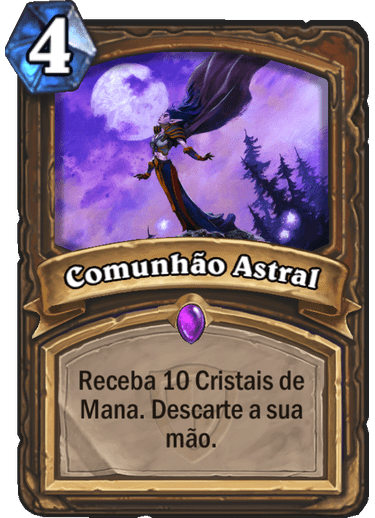 4
Comunhão Astral
Receba 10 Cristais de
Mana. Descarte a sua
mão.